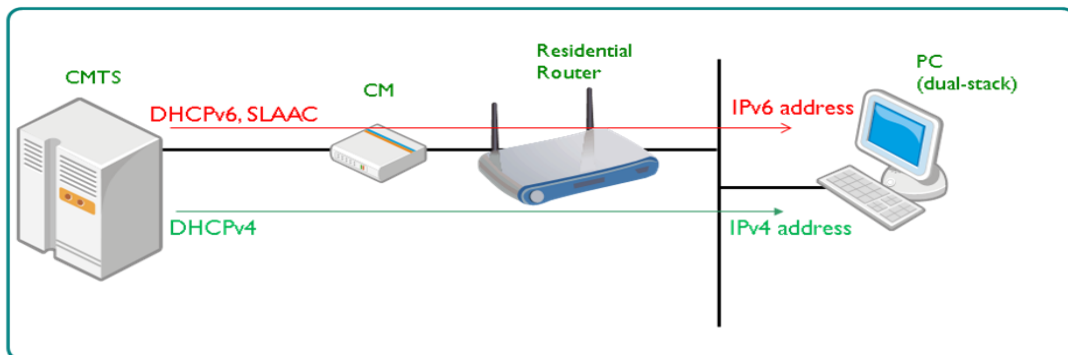 CMTS
CM
Residential
Router
PC
(dual-stack)
DHCPv6, SLAAC
IPv6 address
DHCPv4
IPv4 address